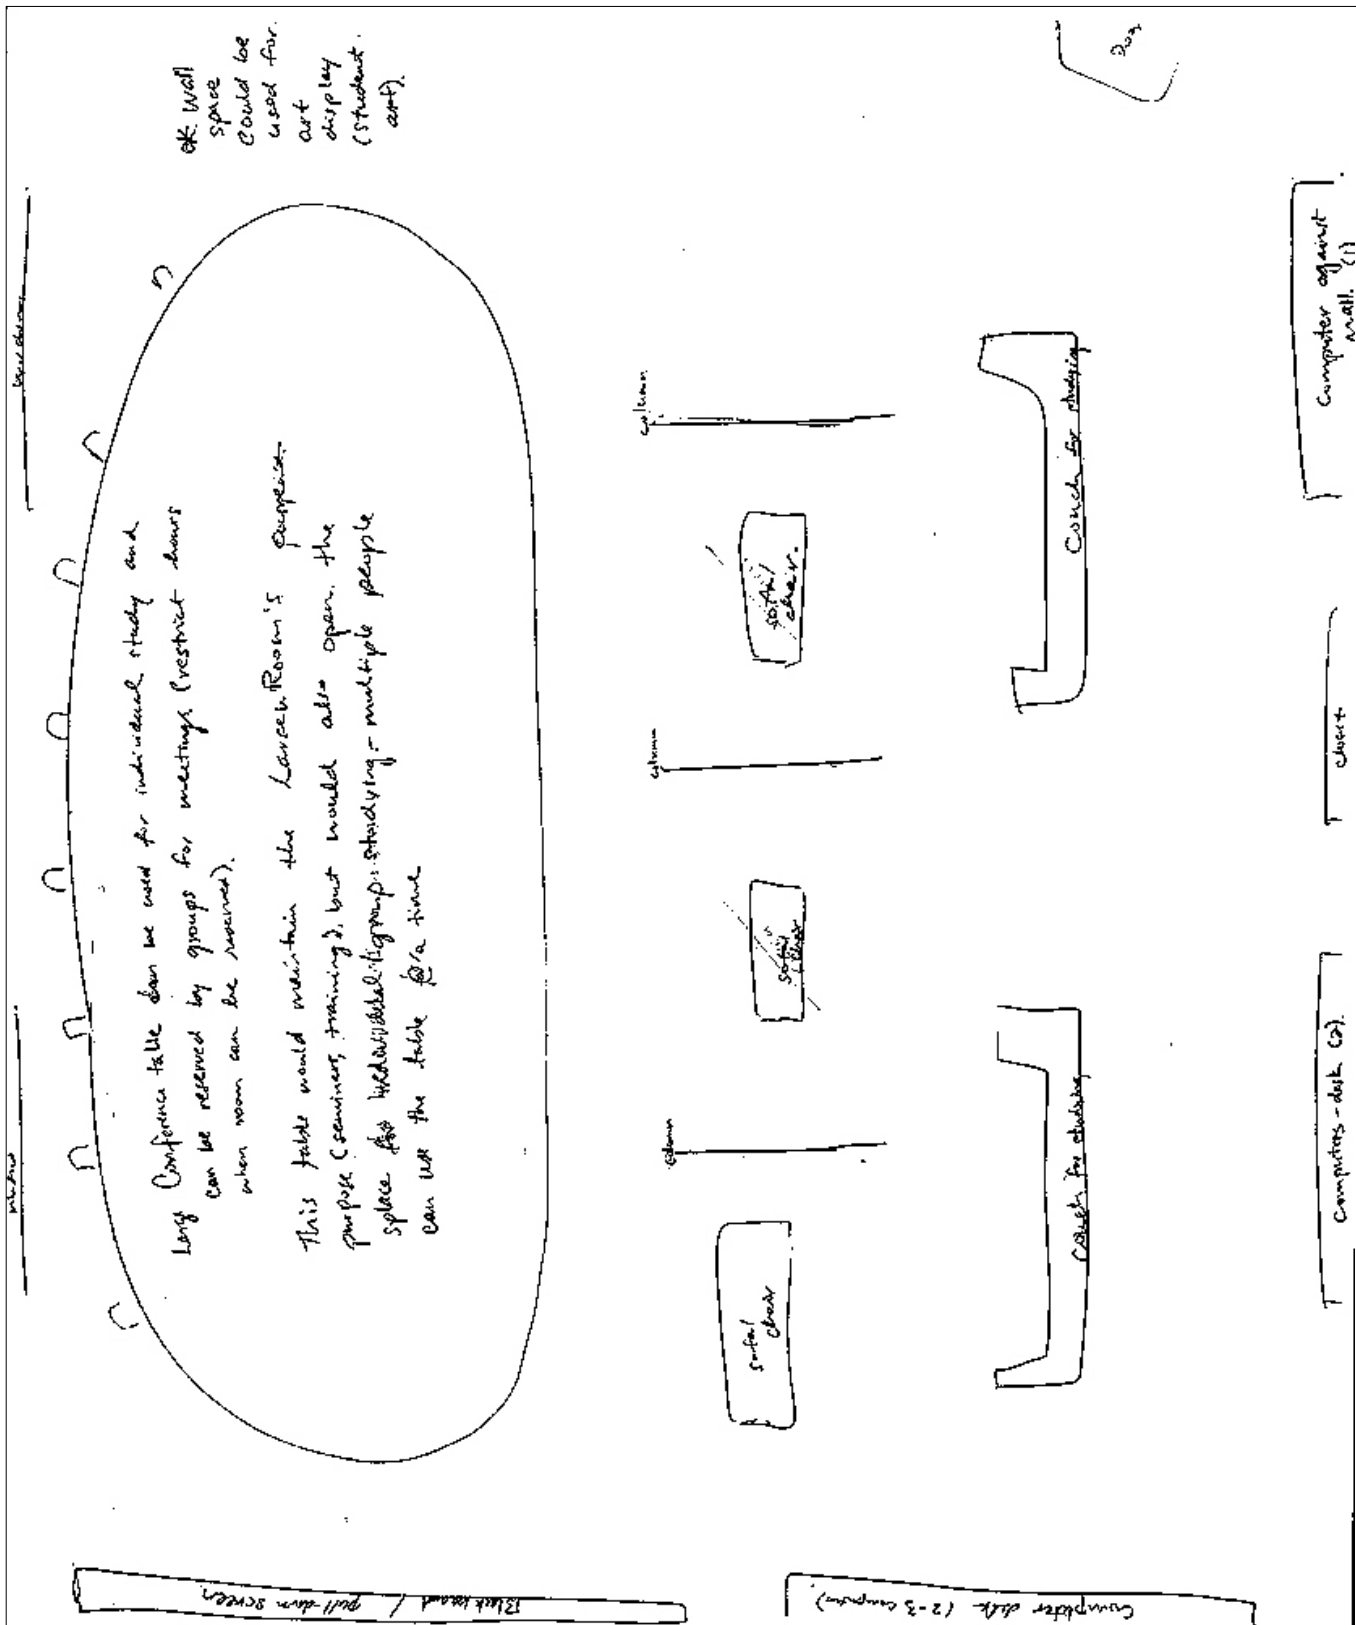 * wall
space
could be
used for
art
display
(student
art).
Door
window
window
Large Conference table can be used for individual study and
can be reserved by groups for meetings (restrict hours
when room can be reserved).
This table would maintain the Room's
purpose (seminars, training), but would also open the
space for group studying - multiple people
can use the table @ a time
column
sofa/
chair.
column
sofa/
chair
column
sofa/
chair
Couch for studying
Couch for studying
Computer against
wall. (1)
closet
Computers - desk (2).
Blackboard / pull-down screen
Computer desk (2-3 computers)